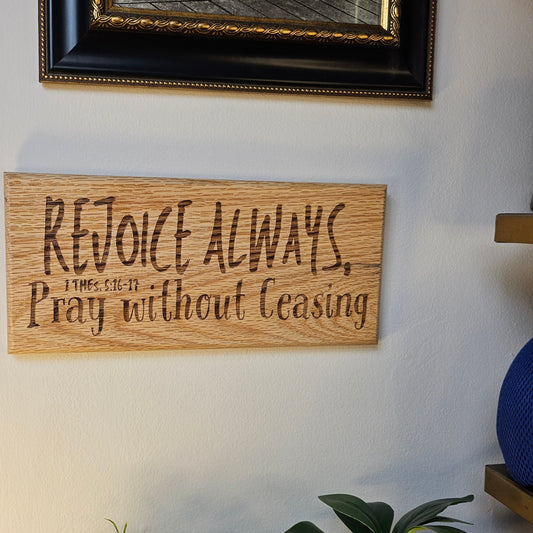 REJOICE ALWAYS,
1 THES. 5:16-17
Pray without Ceasing